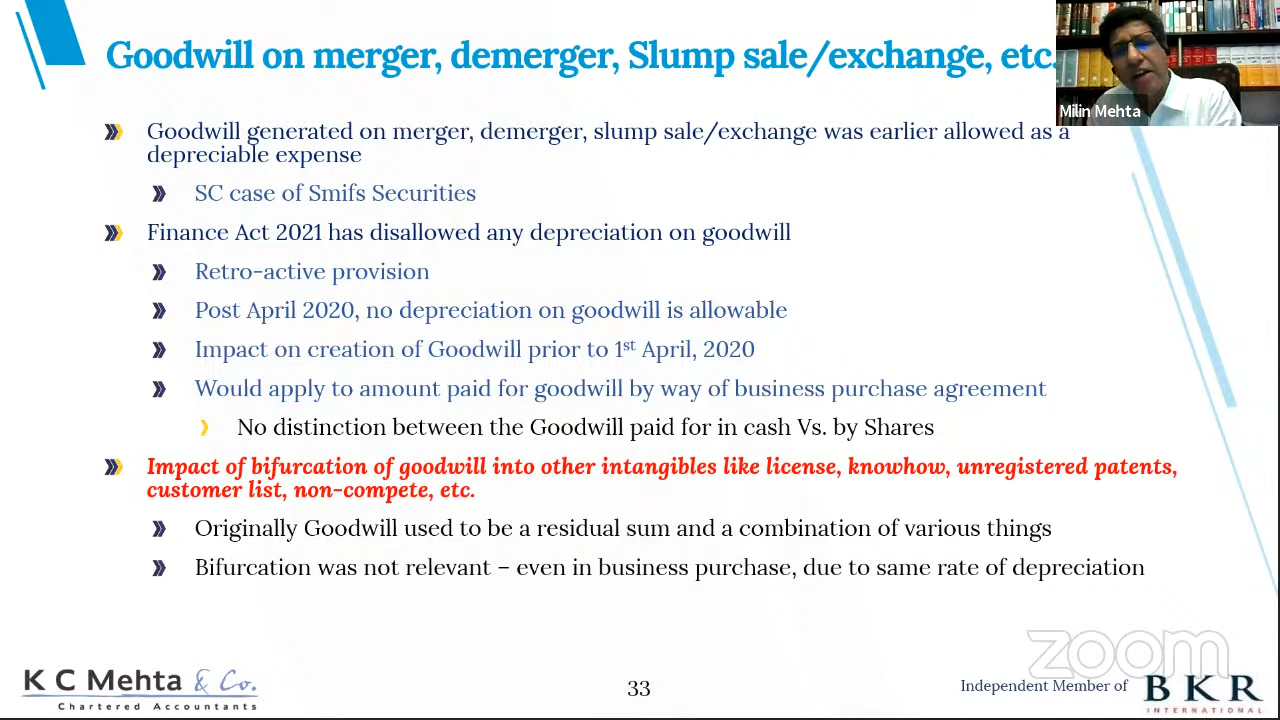 Goodwill on merger, demerger, Slump sale/exchange, etc.
Milin Mehta
Goodwill generated on merger, demerger, slump sale/exchange was earlier allowed as a
depreciable expense
SC case of Smifs Securities
Finance Act 2021 has disallowed any depreciation on goodwill
Retro-active provision
Post April 2020, no depreciation on goodwill is allowable
Impact on creation of Goodwill prior to 1st April, 2020
Would apply to amount paid for goodwill by way of business purchase agreement
No distinction between the Goodwill paid for in cash Vs. by Shares
Impact of bifurcation of goodwill into other intangibles like license, knowhow, unregistered patents,
customer list, non-compete, etc.
Originally Goodwill used to be a residual sum and a combination of various things
Bifurcation was not relevant – even in business purchase, due to same rate of depreciation
zoom
K C Mehta & Co.
Chartered Accountants
33
Independent Member of
BKR
INTERNATIONAL